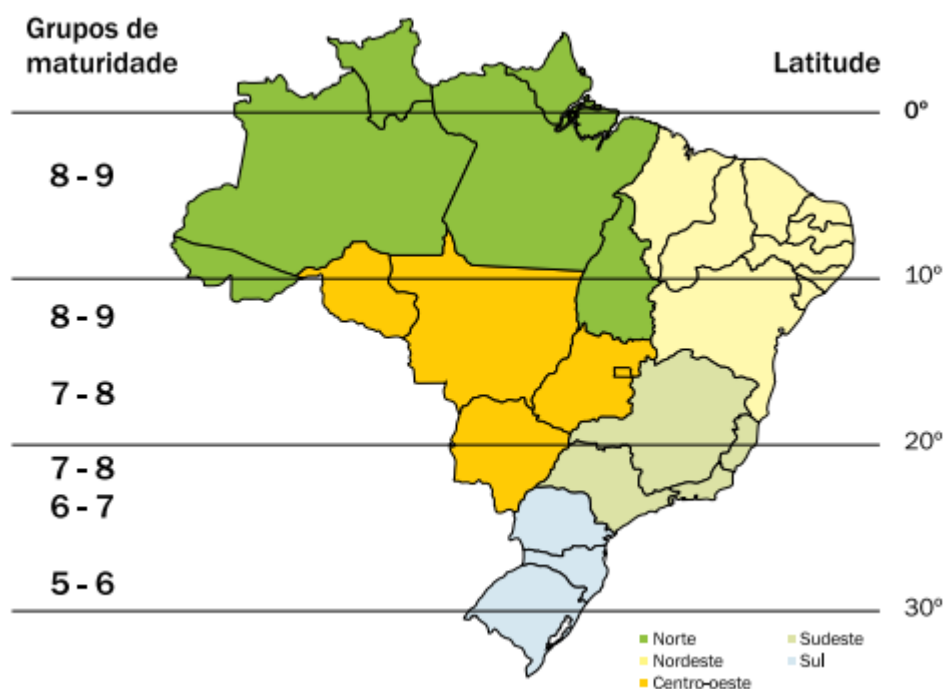 Grupos de
maturidade
Latitude
0º
8 - 9
10º
8 - 9
7 - 8
20º
7 - 8
6 - 7
5 - 6
30º
Norte
Sudeste
Nordeste
Sul
Centro-oeste